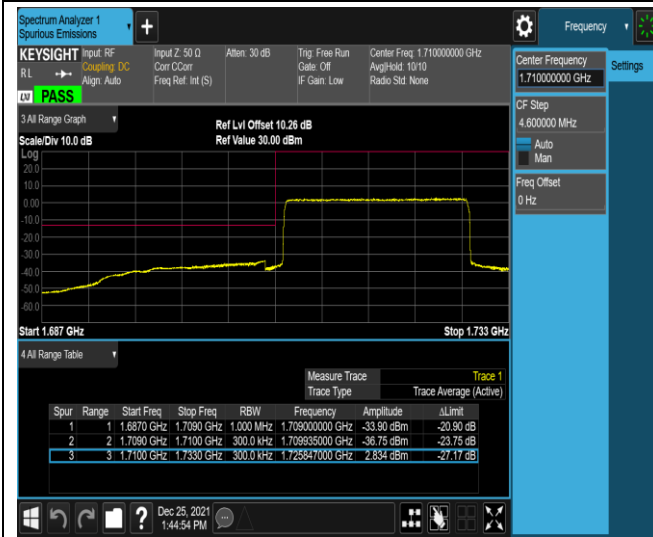 Spectrum Analyzer 1
Spurious Emissions
Frequency
KEYSIGHT
RL
Input: RF
Coupling: DC
Align: Auto
Input Z: 50 Ω
Corr CCorr
Freq Ref: Int (S)
Atten: 30 dB
Trig: Free Run
Gate: Off
IF Gain: Low
Center Freq: 1.710000000 GHz
Avg|Hold: 10/10
Radio Std: None
LXI PASS
Center Frequency
1.710000000 GHz
Settings
CF Step
4.600000 MHz
Auto
Man
Freq Offset
0 Hz
3 All Range Graph
Scale/Div 10.0 dB
Ref Lvl Offset 10.26 dB
Ref Value 30.00 dBm
Log
20.0
10.0
0.00
-10.0
-20.0
-30.0
-40.0
-50.0
-60.0
Start 1.687 GHz
Stop 1.733 GHz
4 All Range Table
Measure Trace Trace 1
Trace Type Trace Average (Active)
Spur Range Start Freq Stop Freq RBW Frequency Amplitude ΔLimit
1 1 1.6870 GHz 1.7090 GHz 1.000 MHz 1.709000000 GHz -33.90 dBm -20.90 dB
2 2 1.7090 GHz 1.7100 GHz 300.0 kHz 1.709935000 GHz -36.75 dBm -23.75 dB
3 3 1.7100 GHz 1.7330 GHz 300.0 kHz 1.725847000 GHz 2.834 dBm -27.17 dB
Dec 25, 2021
1:44:54 PM